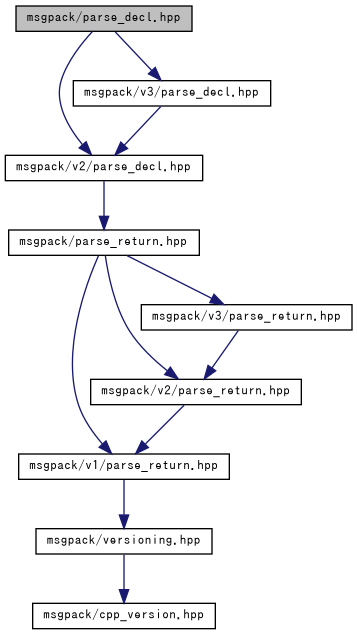 msgpack/parse_decl.hpp
msgpack/v3/parse_decl.hpp
msgpack/v2/parse_decl.hpp
msgpack/parse_return.hpp
msgpack/v3/parse_return.hpp
msgpack/v2/parse_return.hpp
msgpack/v1/parse_return.hpp
msgpack/versioning.hpp
msgpack/cpp_version.hpp